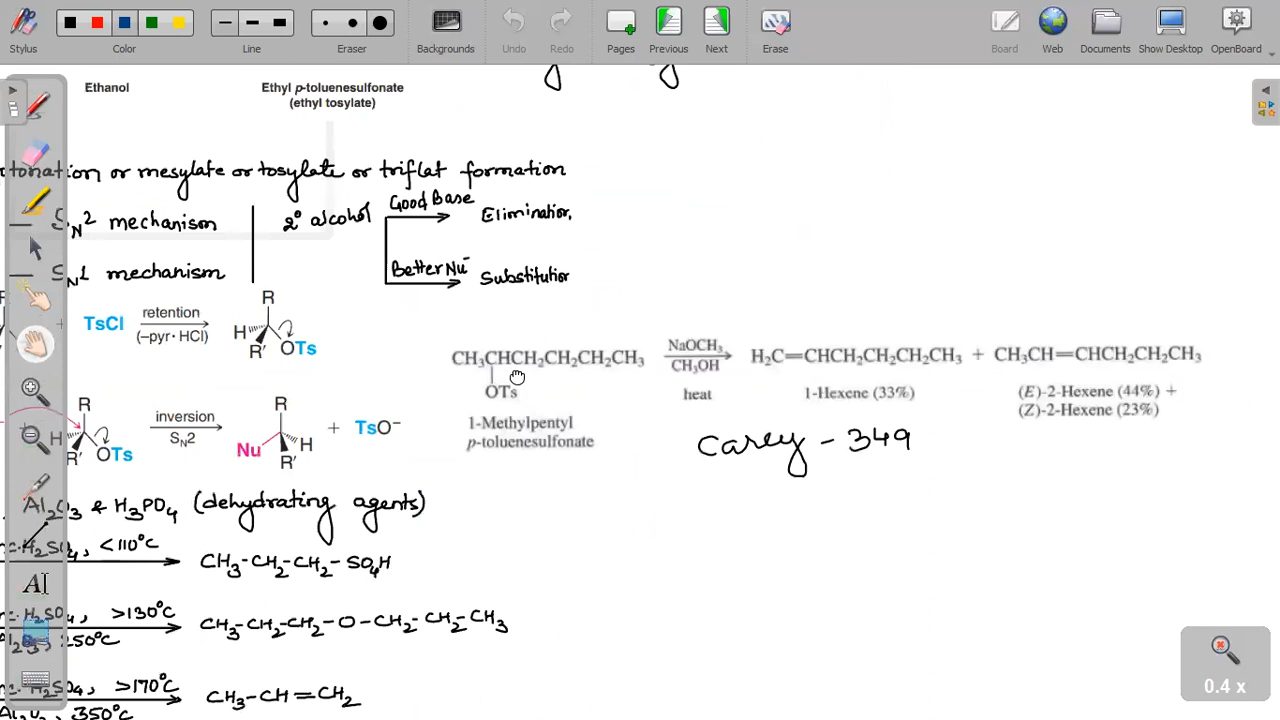 Stylus
Color
Line
Eraser
Backgrounds
Undo
Redo
Pages
Previous
Next
Erase
Board
Web
Documents
Show Desktop
OpenBoard
Ethanol
Ethyl p-toluenesulfonate
(ethyl tosylate)
or mesylate or tosylate or triflat formation
SN2 mechanism
2° alcohol
Good Base
Elimination
SN1 mechanism
Better Nu-
Substitution
TsCl
retention
(–pyr·HCl)
R
H
R'
OTs
CH3CHCH2CH2CH2CH3
OTs
NaOCH3
CH3OH
heat
H2C=CHCH2CH2CH2CH3 + CH3CH=CHCH2CH2CH3
1-Hexene (33%)
(E)-2-Hexene (44%) +
(Z)-2-Hexene (23%)
1-Methylpentyl
p-toluenesulfonate
Carey - 349
R
H
R'
OTs
inversion
SN2
R
Nu
H
R'
+ TsO–
Al2O3 & H3PO4 (dehydrating agents)
H2SO4, <110°C
CH3-CH2-CH2-SO4H
H2SO4, >130°C
250°C
CH3-CH2-CH2-O-CH2-CH2-CH3
H2SO4, >170°C
350°C
CH3-CH=CH2
0.4 x